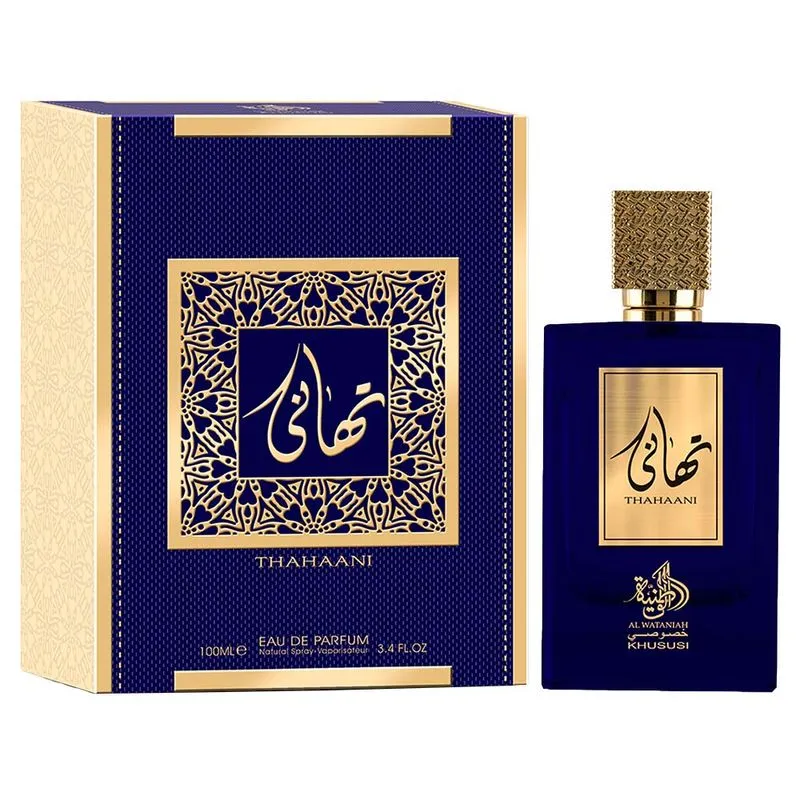 تهاني
THAHAANI
100ML e EAU DE PARFUM 3.4 FL.OZ
Natural Spray-Vaporisateur
تهاني
THAHAANI
الوطنية
AL WATANIAH
خصوصي
KHUSUSI